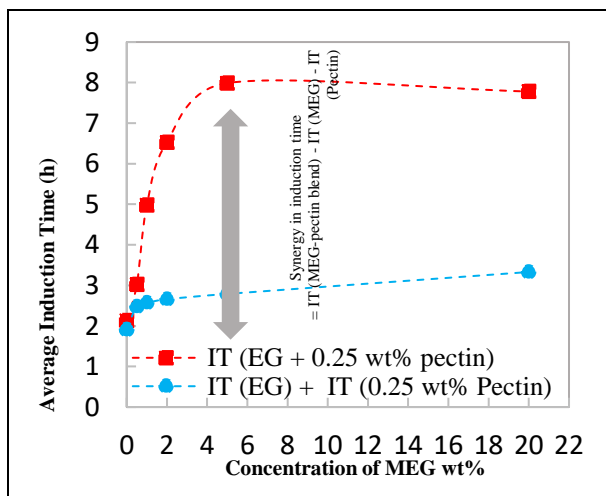 9
8
7
6
5
4
3
2
1
0
Average Induction Time (h)
Synergy in induction time
= IT (MEG-pectin blend) - IT (MEG) - IT
(Pectin)
IT (EG + 0.25 wt% pectin)
IT (EG) + IT (0.25 wt% Pectin)
0 2 4 6 8 10 12 14 16 18 20 22
Concentration of MEG wt%